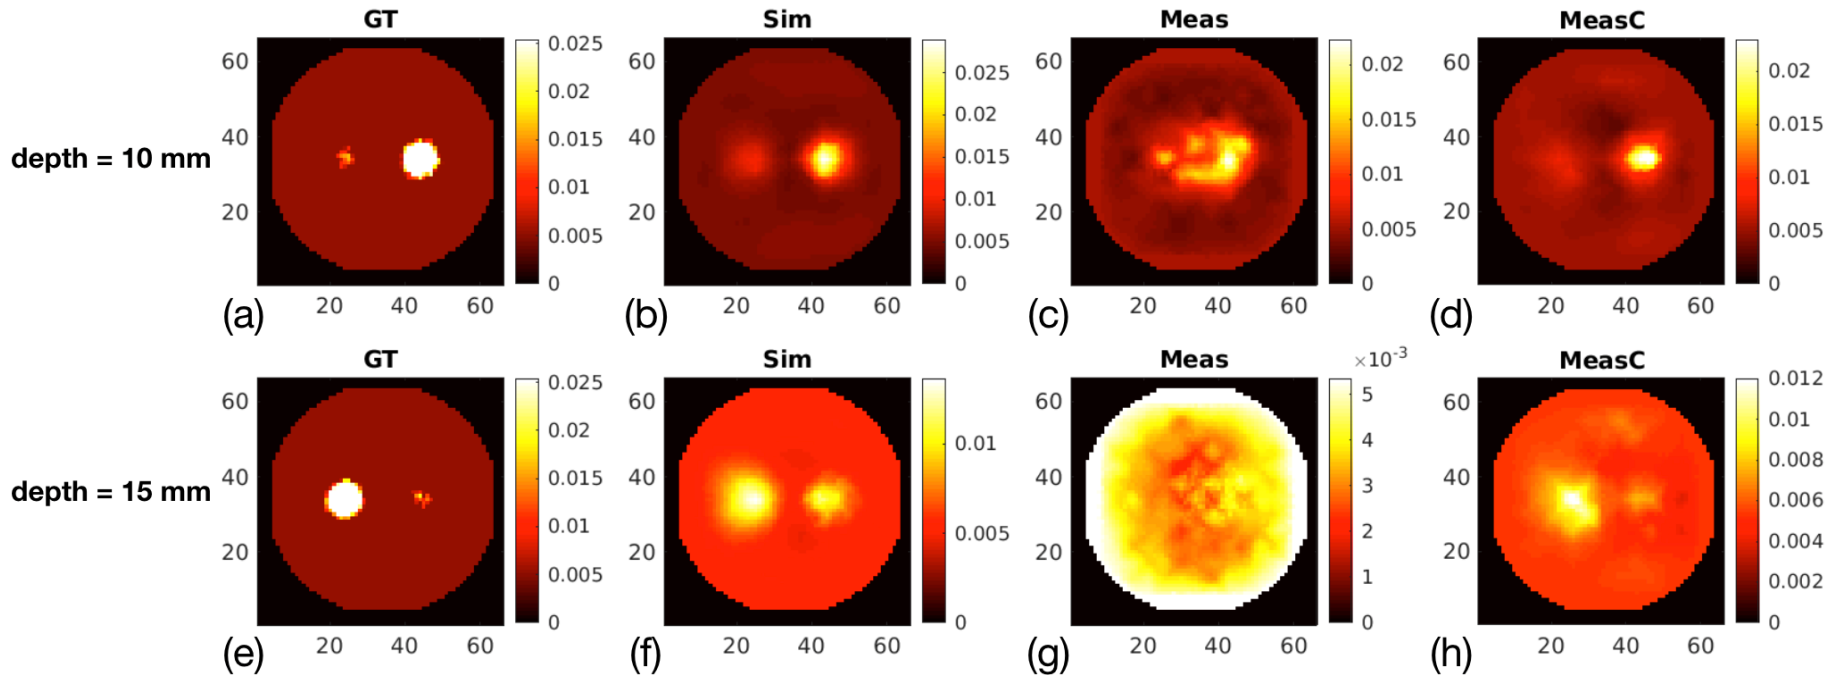 GT
Sim
Meas
MeasC
depth = 10 mm
60
40
20
20 40 60
0.025
0.02
0.015
0.01
0.005
0
(a)
60
40
20
20 40 60
0.025
0.02
0.015
0.01
0.005
0
(b)
60
40
20
20 40 60
0.02
0.015
0.01
0.005
0
(c)
60
40
20
20 40 60
0.02
0.015
0.01
0.005
0
(d)
GT
Sim
Meas
MeasC
depth = 15 mm
60
40
20
20 40 60
0.025
0.02
0.015
0.01
0.005
0
(e)
60
40
20
20 40 60
0.01
0.005
0
(f)
60
40
20
20 40 60
×10⁻³
5
4
3
2
1
0
(g)
60
40
20
20 40 60
0.012
0.01
0.008
0.006
0.004
0.002
0
(h)